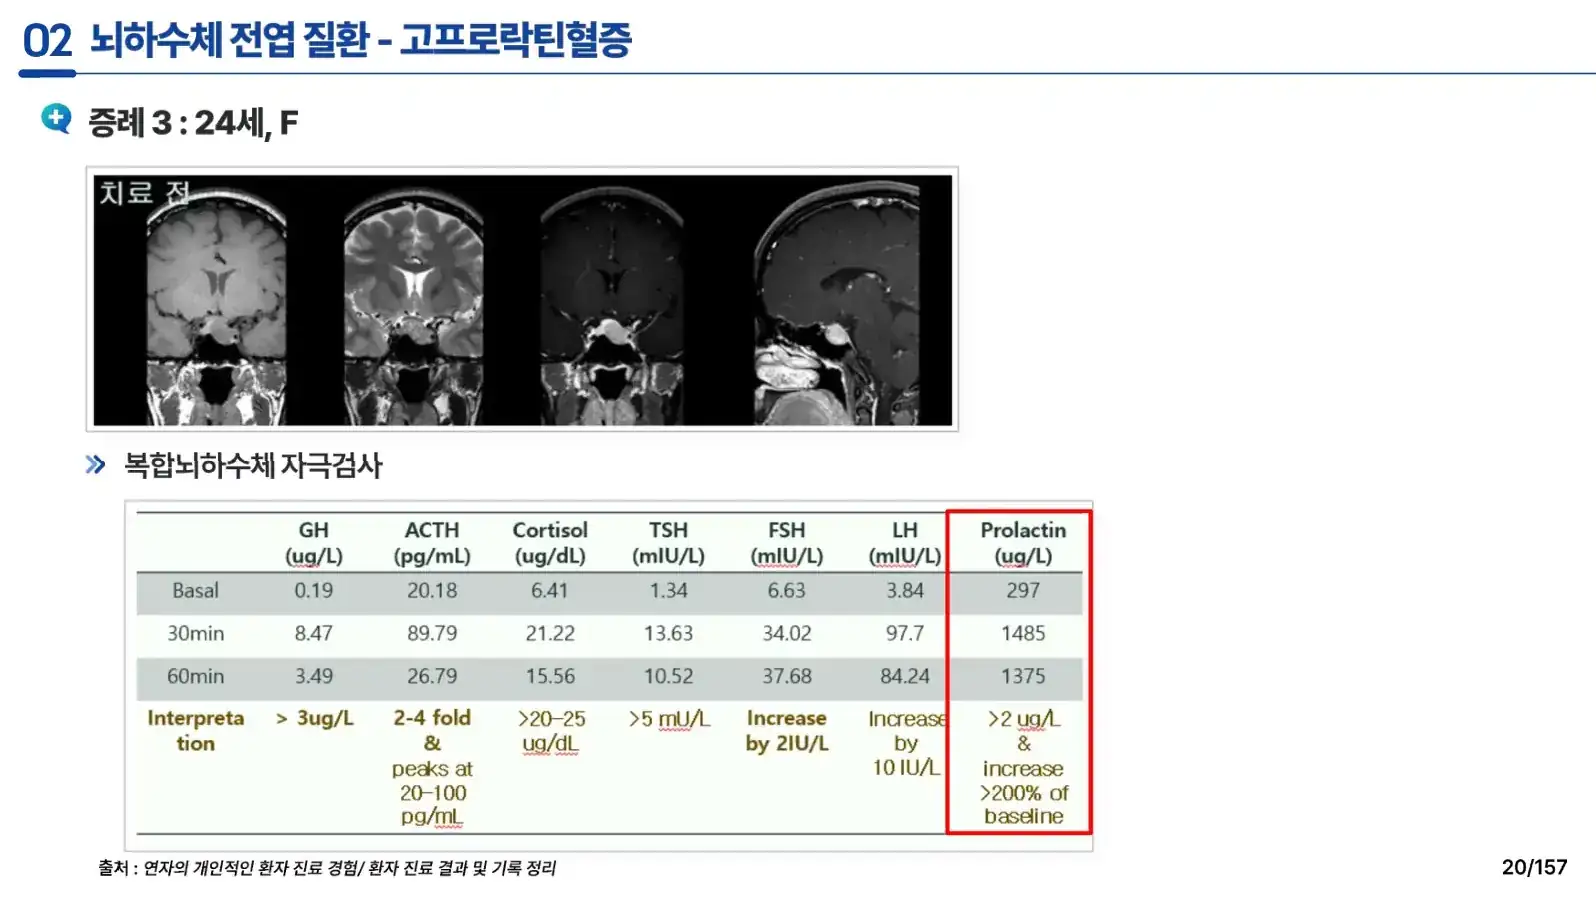 02 뇌하수체 전엽 질환 - 고프로락틴혈증
증례 3 : 24세, F
치료 전
복합뇌하수체 자극검사
GH ACTH Cortisol TSH FSH LH Prolactin
(ug/L) (pg/mL) (ug/dL) (mIU/L) (mIU/L) (mIU/L) (ug/L)
Basal 0.19 20.18 6.41 1.34 6.63 3.84 297
30min 8.47 89.79 21.22 13.63 34.02 97.7 1485
60min 3.49 26.79 15.56 10.52 37.68 84.24 1375
Interpreta > 3ug/L 2-4 fold >20-25 >5 mU/L Increase Increase >2 ug/L
tion & ug/dL by 2IU/L by &
peaks at 10 IU/L increase
20-100 >200% of
pg/mL baseline
출처 : 연자의 개인적인 환자 진료 경험/ 환자 진료 결과 및 기록 정리
20/157